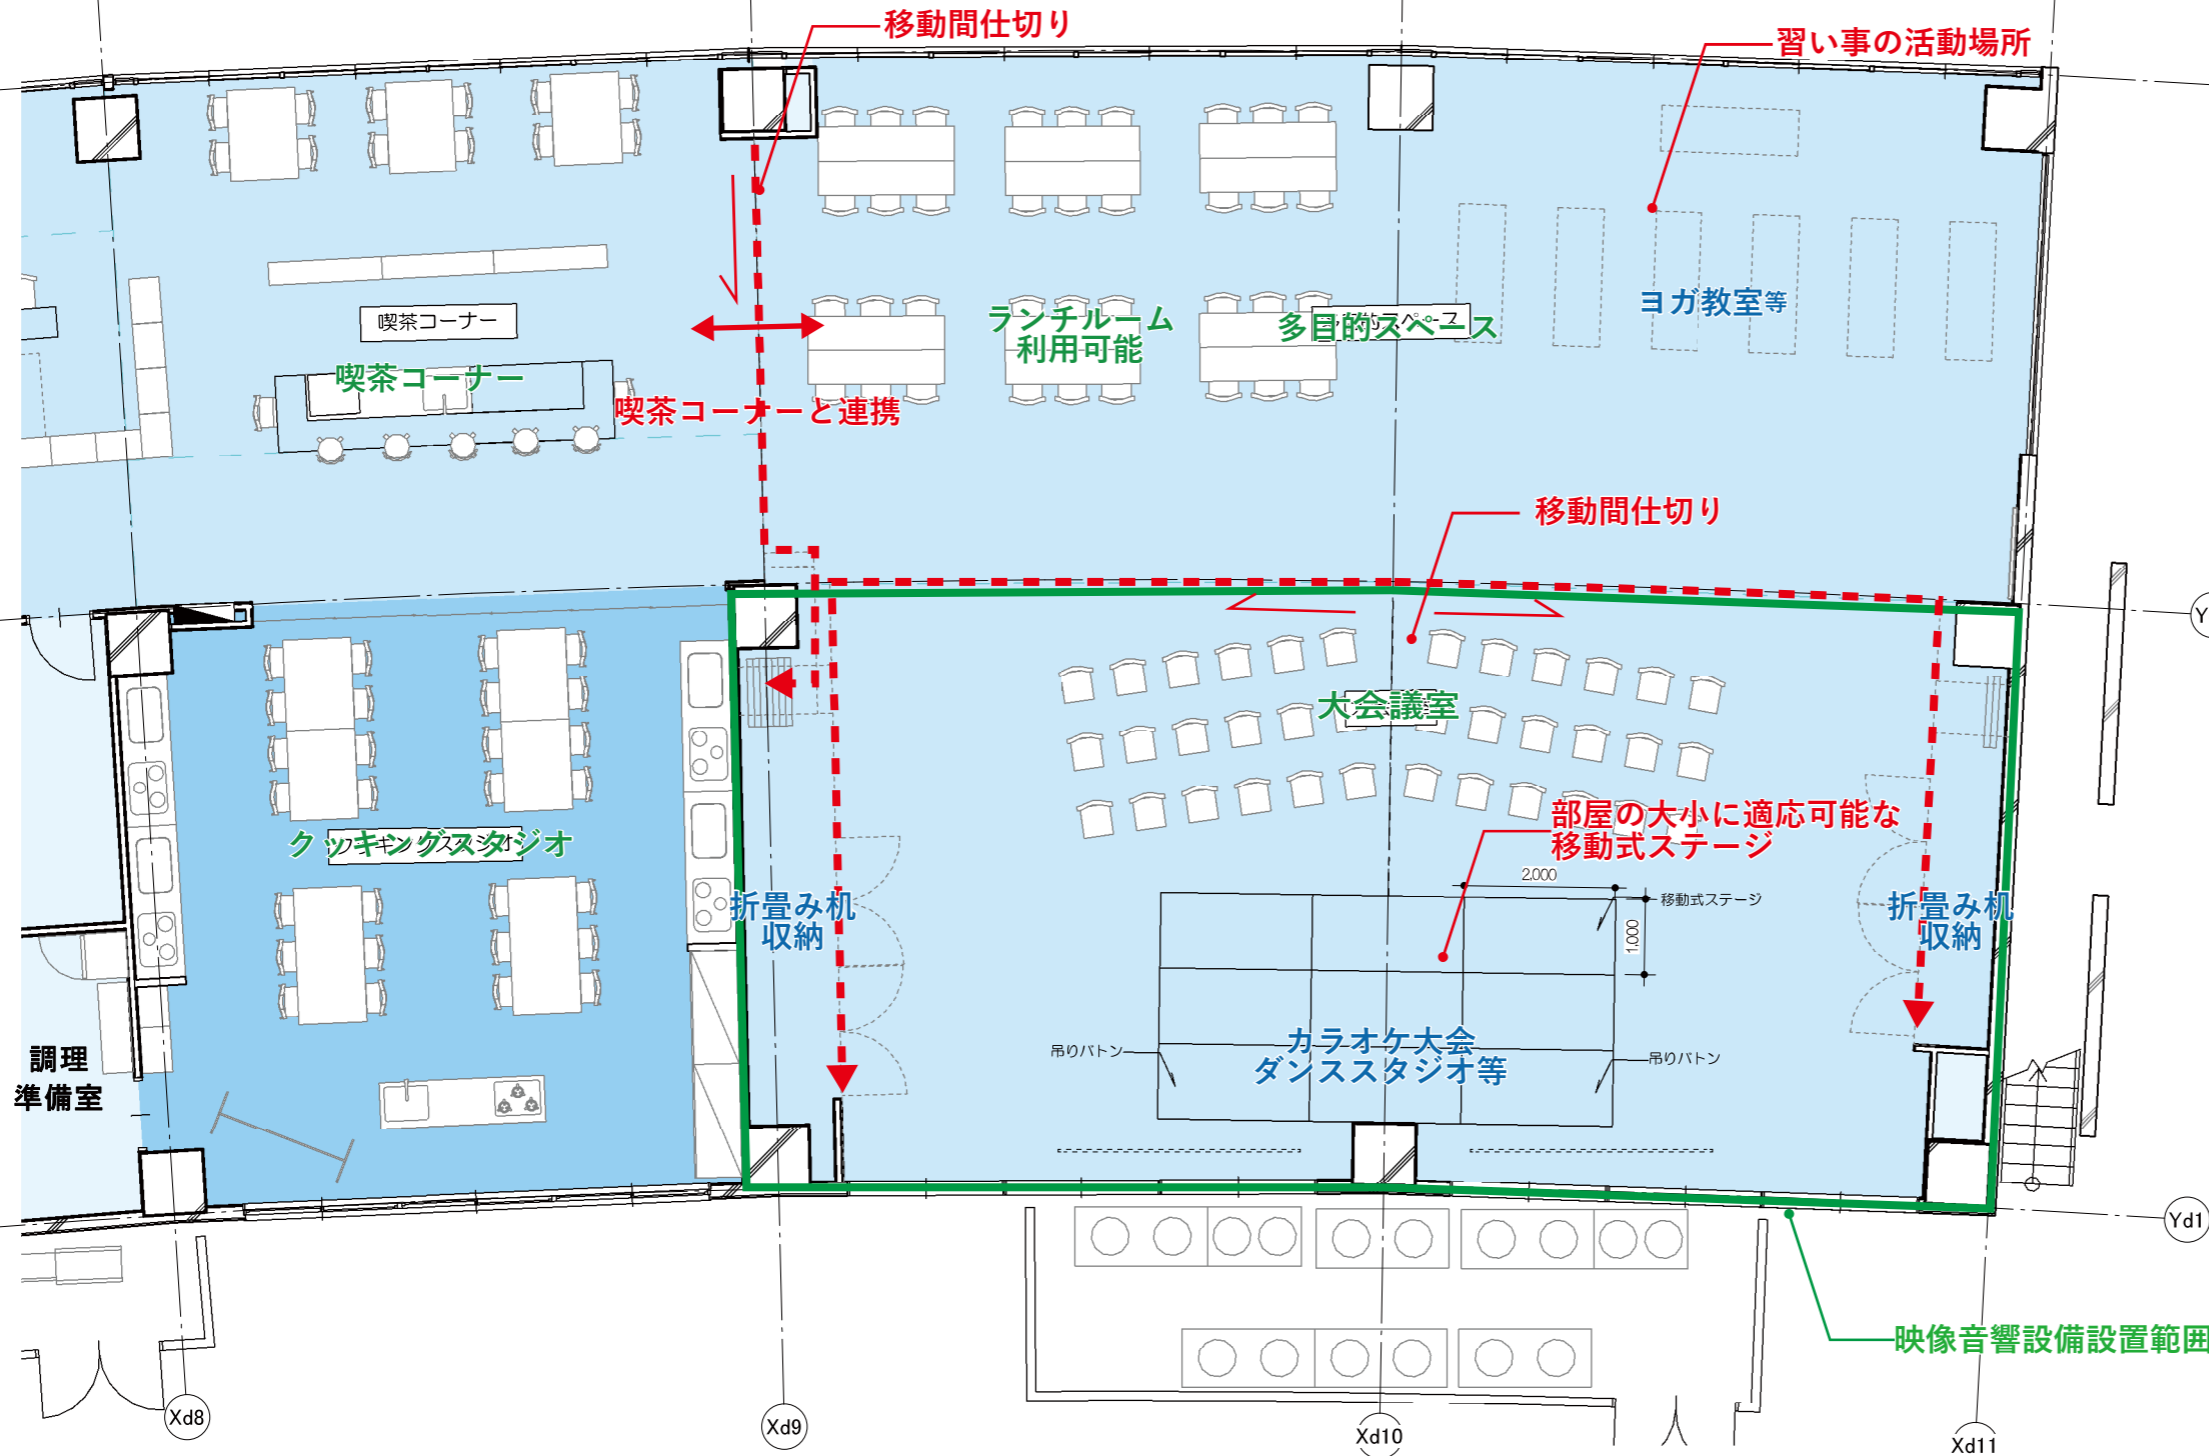 移動間仕切り
習い事の活動場所
喫茶コーナー
喫茶コーナー
喫茶コーナーと連携
ランチルーム
利用可能
多目的スペース
ヨガ教室等
移動間仕切り
大会議室
クッキングスタジオ
部屋の大小に適応可能な
移動式ステージ
2,000
移動式ステージ
1,000
折畳み机
収納
折畳み机
収納
カラオケ大会
ダンススタジオ等
吊りバトン
吊りバトン
調理
準備室
Y
Yd1
映像音響設備設置範囲
Xd8
Xd9
Xd10
Xd11